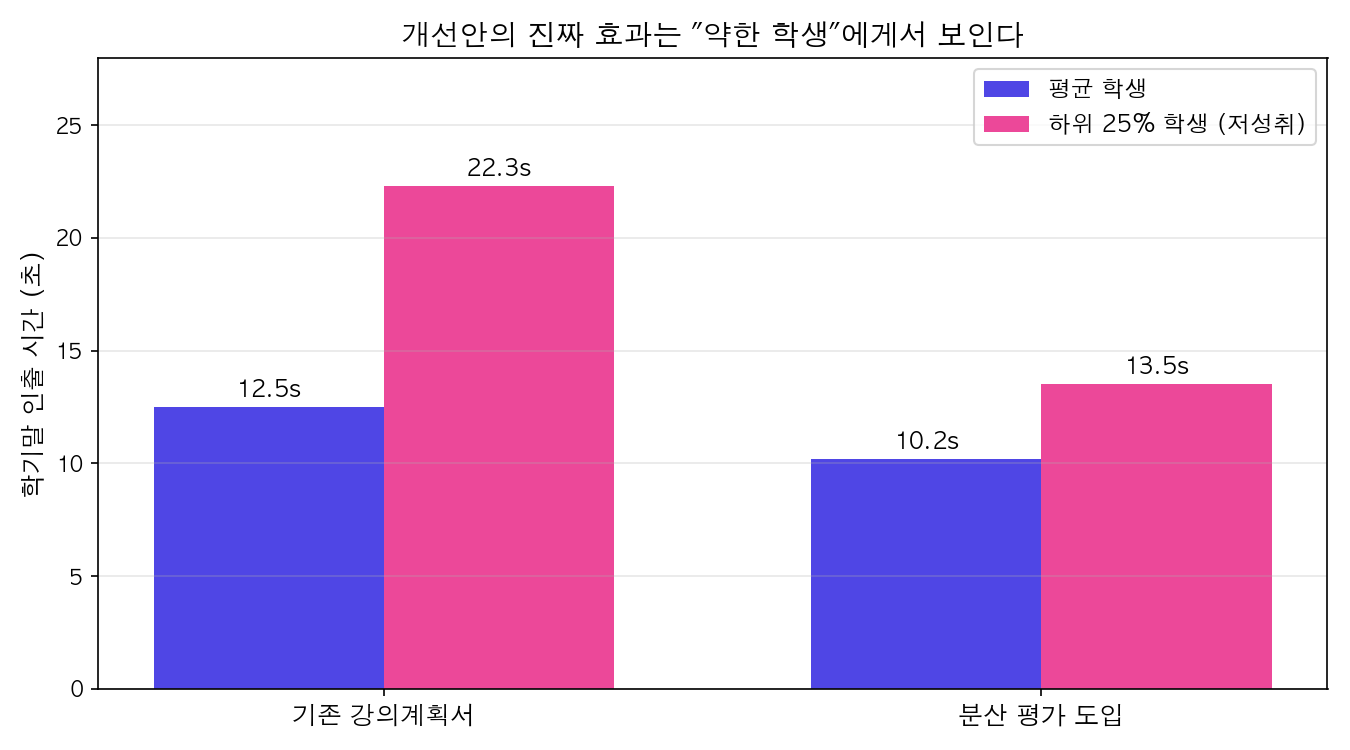 개선안의 진짜 효과는 "약한 학생"에게서 보인다
평균 학생
하위 25% 학생 (저성취)
학기말 인출 시간 (초)
25
20
15
10
5
0
12.5s
22.3s
10.2s
13.5s
기존 강의계획서
분산 평가 도입